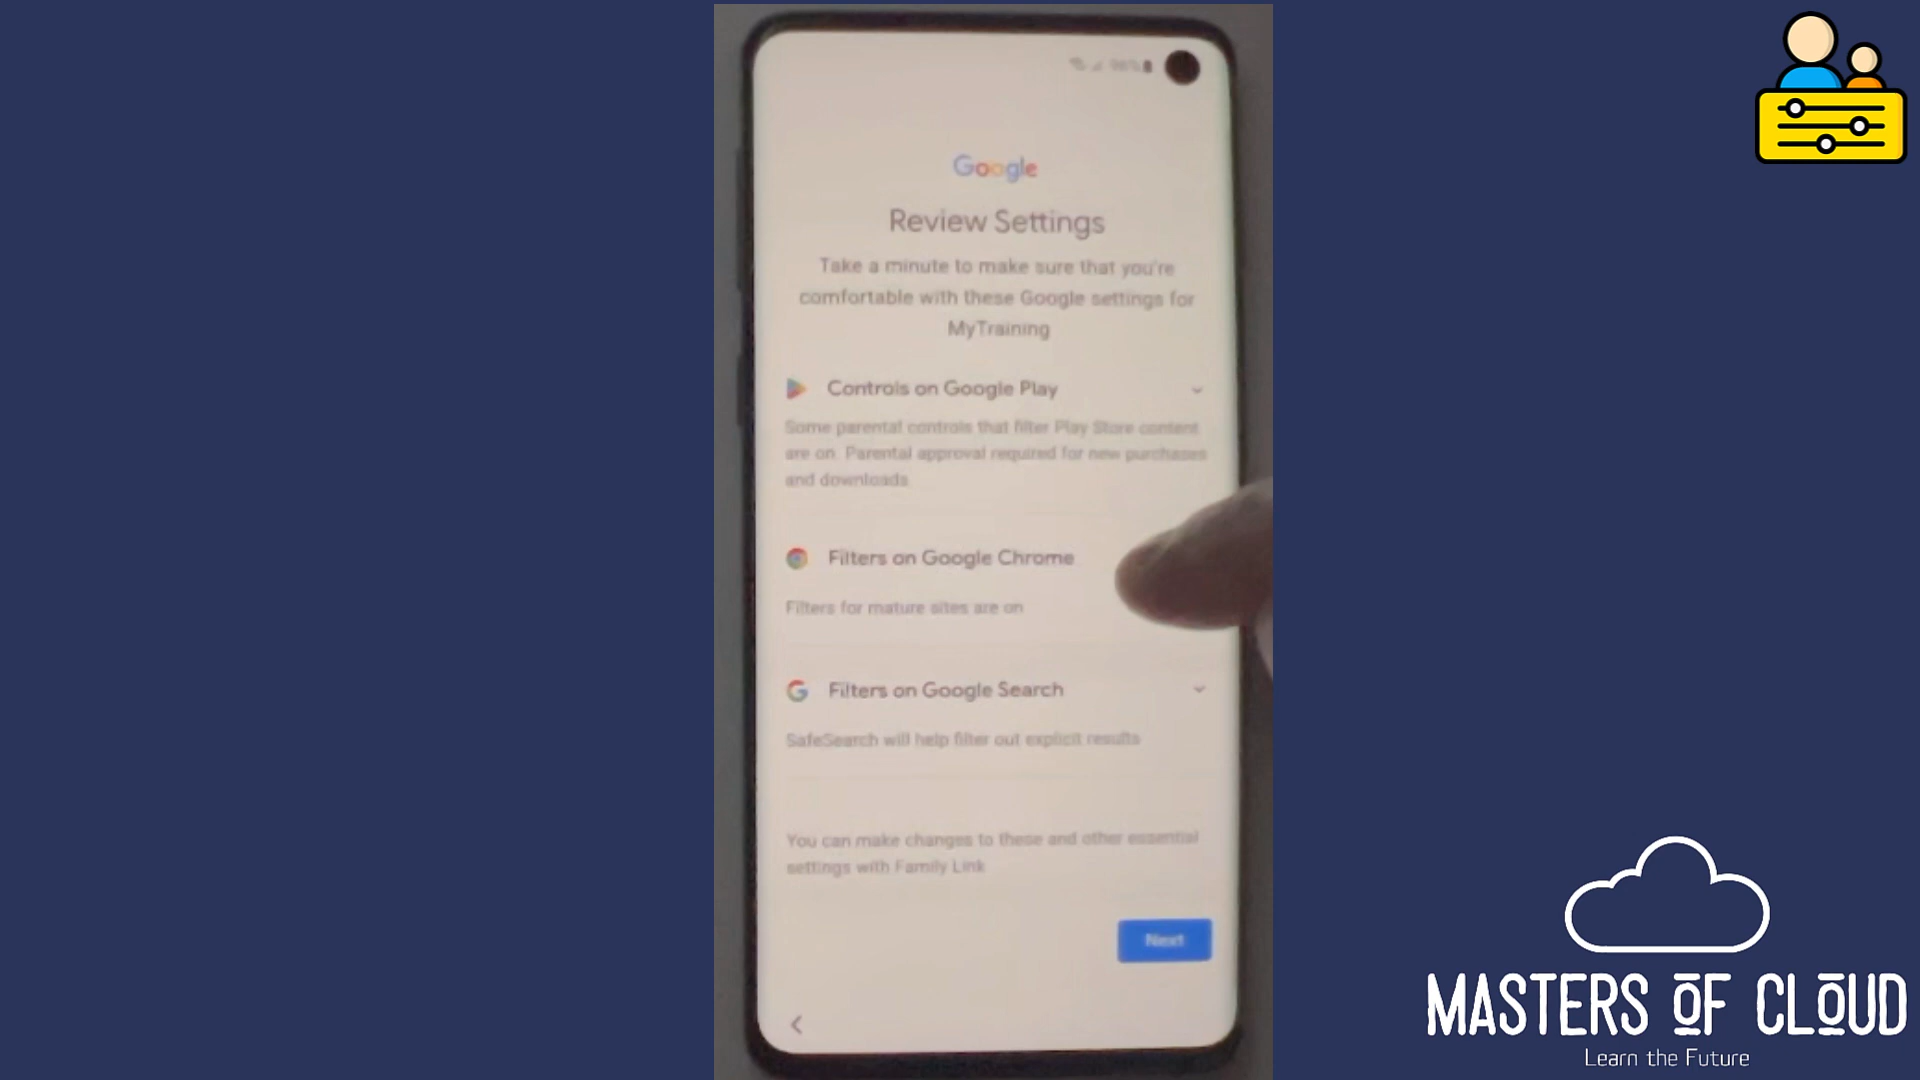 96%
Google
Review Settings
Take a minute to make sure that you're
comfortable with these Google settings for
MyTraining
Controls on Google Play
Some parental controls that filter Play Store content
are on. Parental approval required for new purchases
and downloads
Filters on Google Chrome
Filters for mature sites are on
Filters on Google Search
SafeSearch will help filter out explicit results
You can make changes to these and other essential
settings with Family Link
Next
MASTERS OF CLOUD
Learn the Future